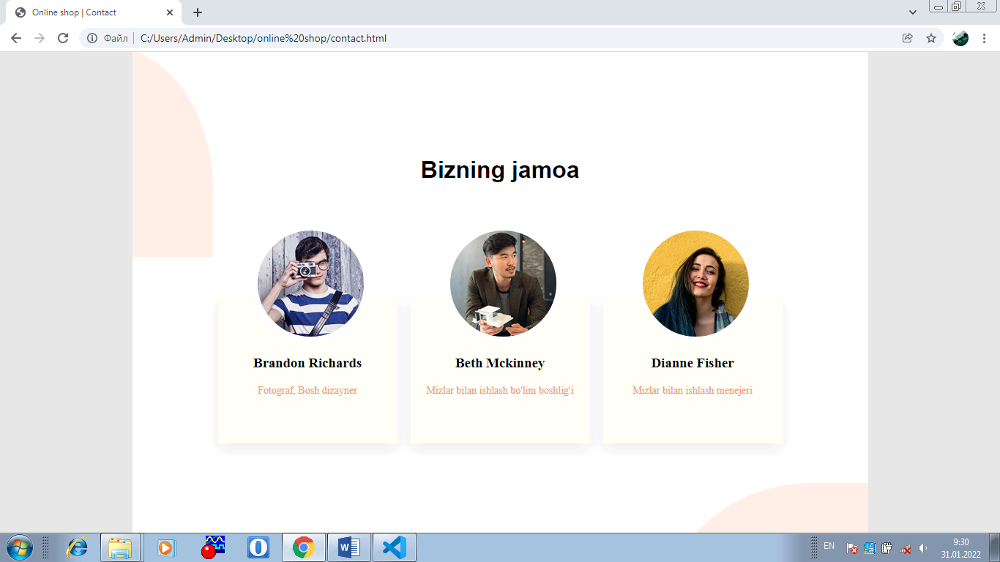 Online shop | Contact
Файл
C:/Users/Admin/Desktop/online%20shop/contact.html
Bizning jamoa
Brandon Richards
Beth Mckinney
Dianne Fisher
Fotograf, Bosh dizayner
Mizlar bilan ishlash bo'lim boshlig'i
Mizlar bilan ishlash menejeri
EN
9:30
31.01.2022